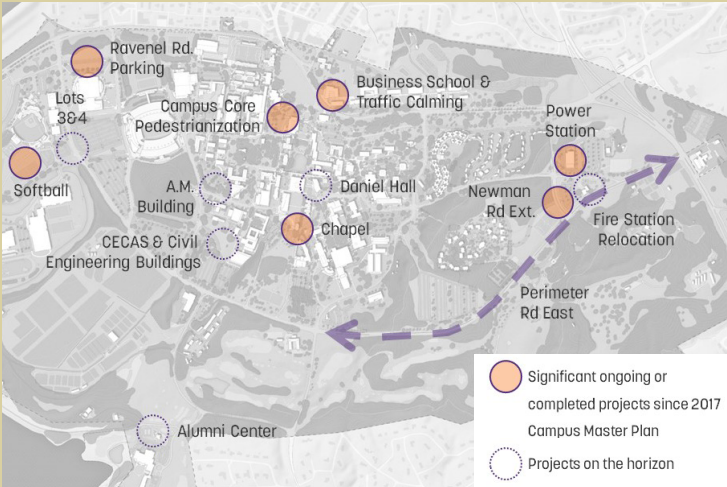 Ravenel Rd.
Parking
Lots
3&4
Campus Core
Pedestrianization
Business School &
Traffic Calming
Power
Station
Softball
A.M.
Building
Daniel Hall
Newman
Rd Ext.
Chapel
Fire Station
Relocation
CECAS & Civil
Engineering Buildings
Perimeter
Rd East
Alumni Center
Significant ongoing or
completed projects since 2017
Campus Master Plan
Projects on the horizon